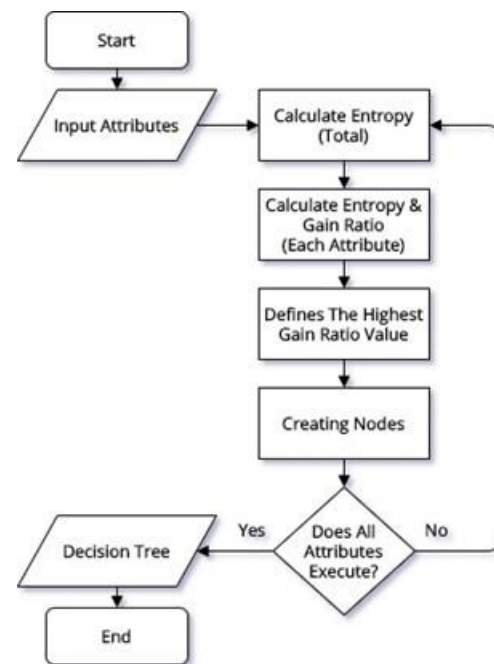 Start
Input Attributes
Calculate Entropy
(Total)
Calculate Entropy &
Gain Ratio
(Each Attribute)
Defines The Highest
Gain Ratio Value
Creating Nodes
Does All
Attributes
Execute?
Yes
No
Decision Tree
End